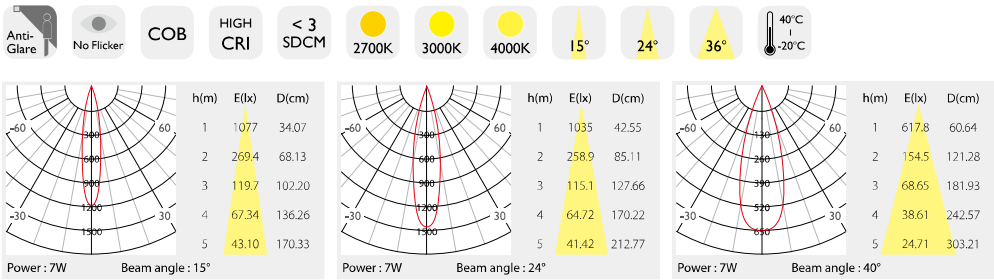 Anti-
Glare
No Flicker
COB
HIGH
CRI
< 3
SDCM
2700K
3000K
4000K
15°
24°
36°
40°C
-20°C
-60
60
-30
30
300
600
900
1200
1500
h(m) E(lx) D(cm)
1 1077 34.07
2 269.4 68.13
3 119.7 102.20
4 67.34 136.26
5 43.10 170.33
Power : 7W Beam angle : 15°
-60
60
-30
30
300
600
900
1200
1500
h(m) E(lx) D(cm)
1 1035 42.55
2 258.9 85.11
3 115.1 127.66
4 64.72 170.22
5 41.42 212.77
Power : 7W Beam angle : 24°
-60
60
-30
30
130
260
390
520
650
h(m) E(lx) D(cm)
1 617.8 60.64
2 154.5 121.28
3 68.65 181.93
4 38.61 242.57
5 24.71 303.21
Power : 7W Beam angle : 40°